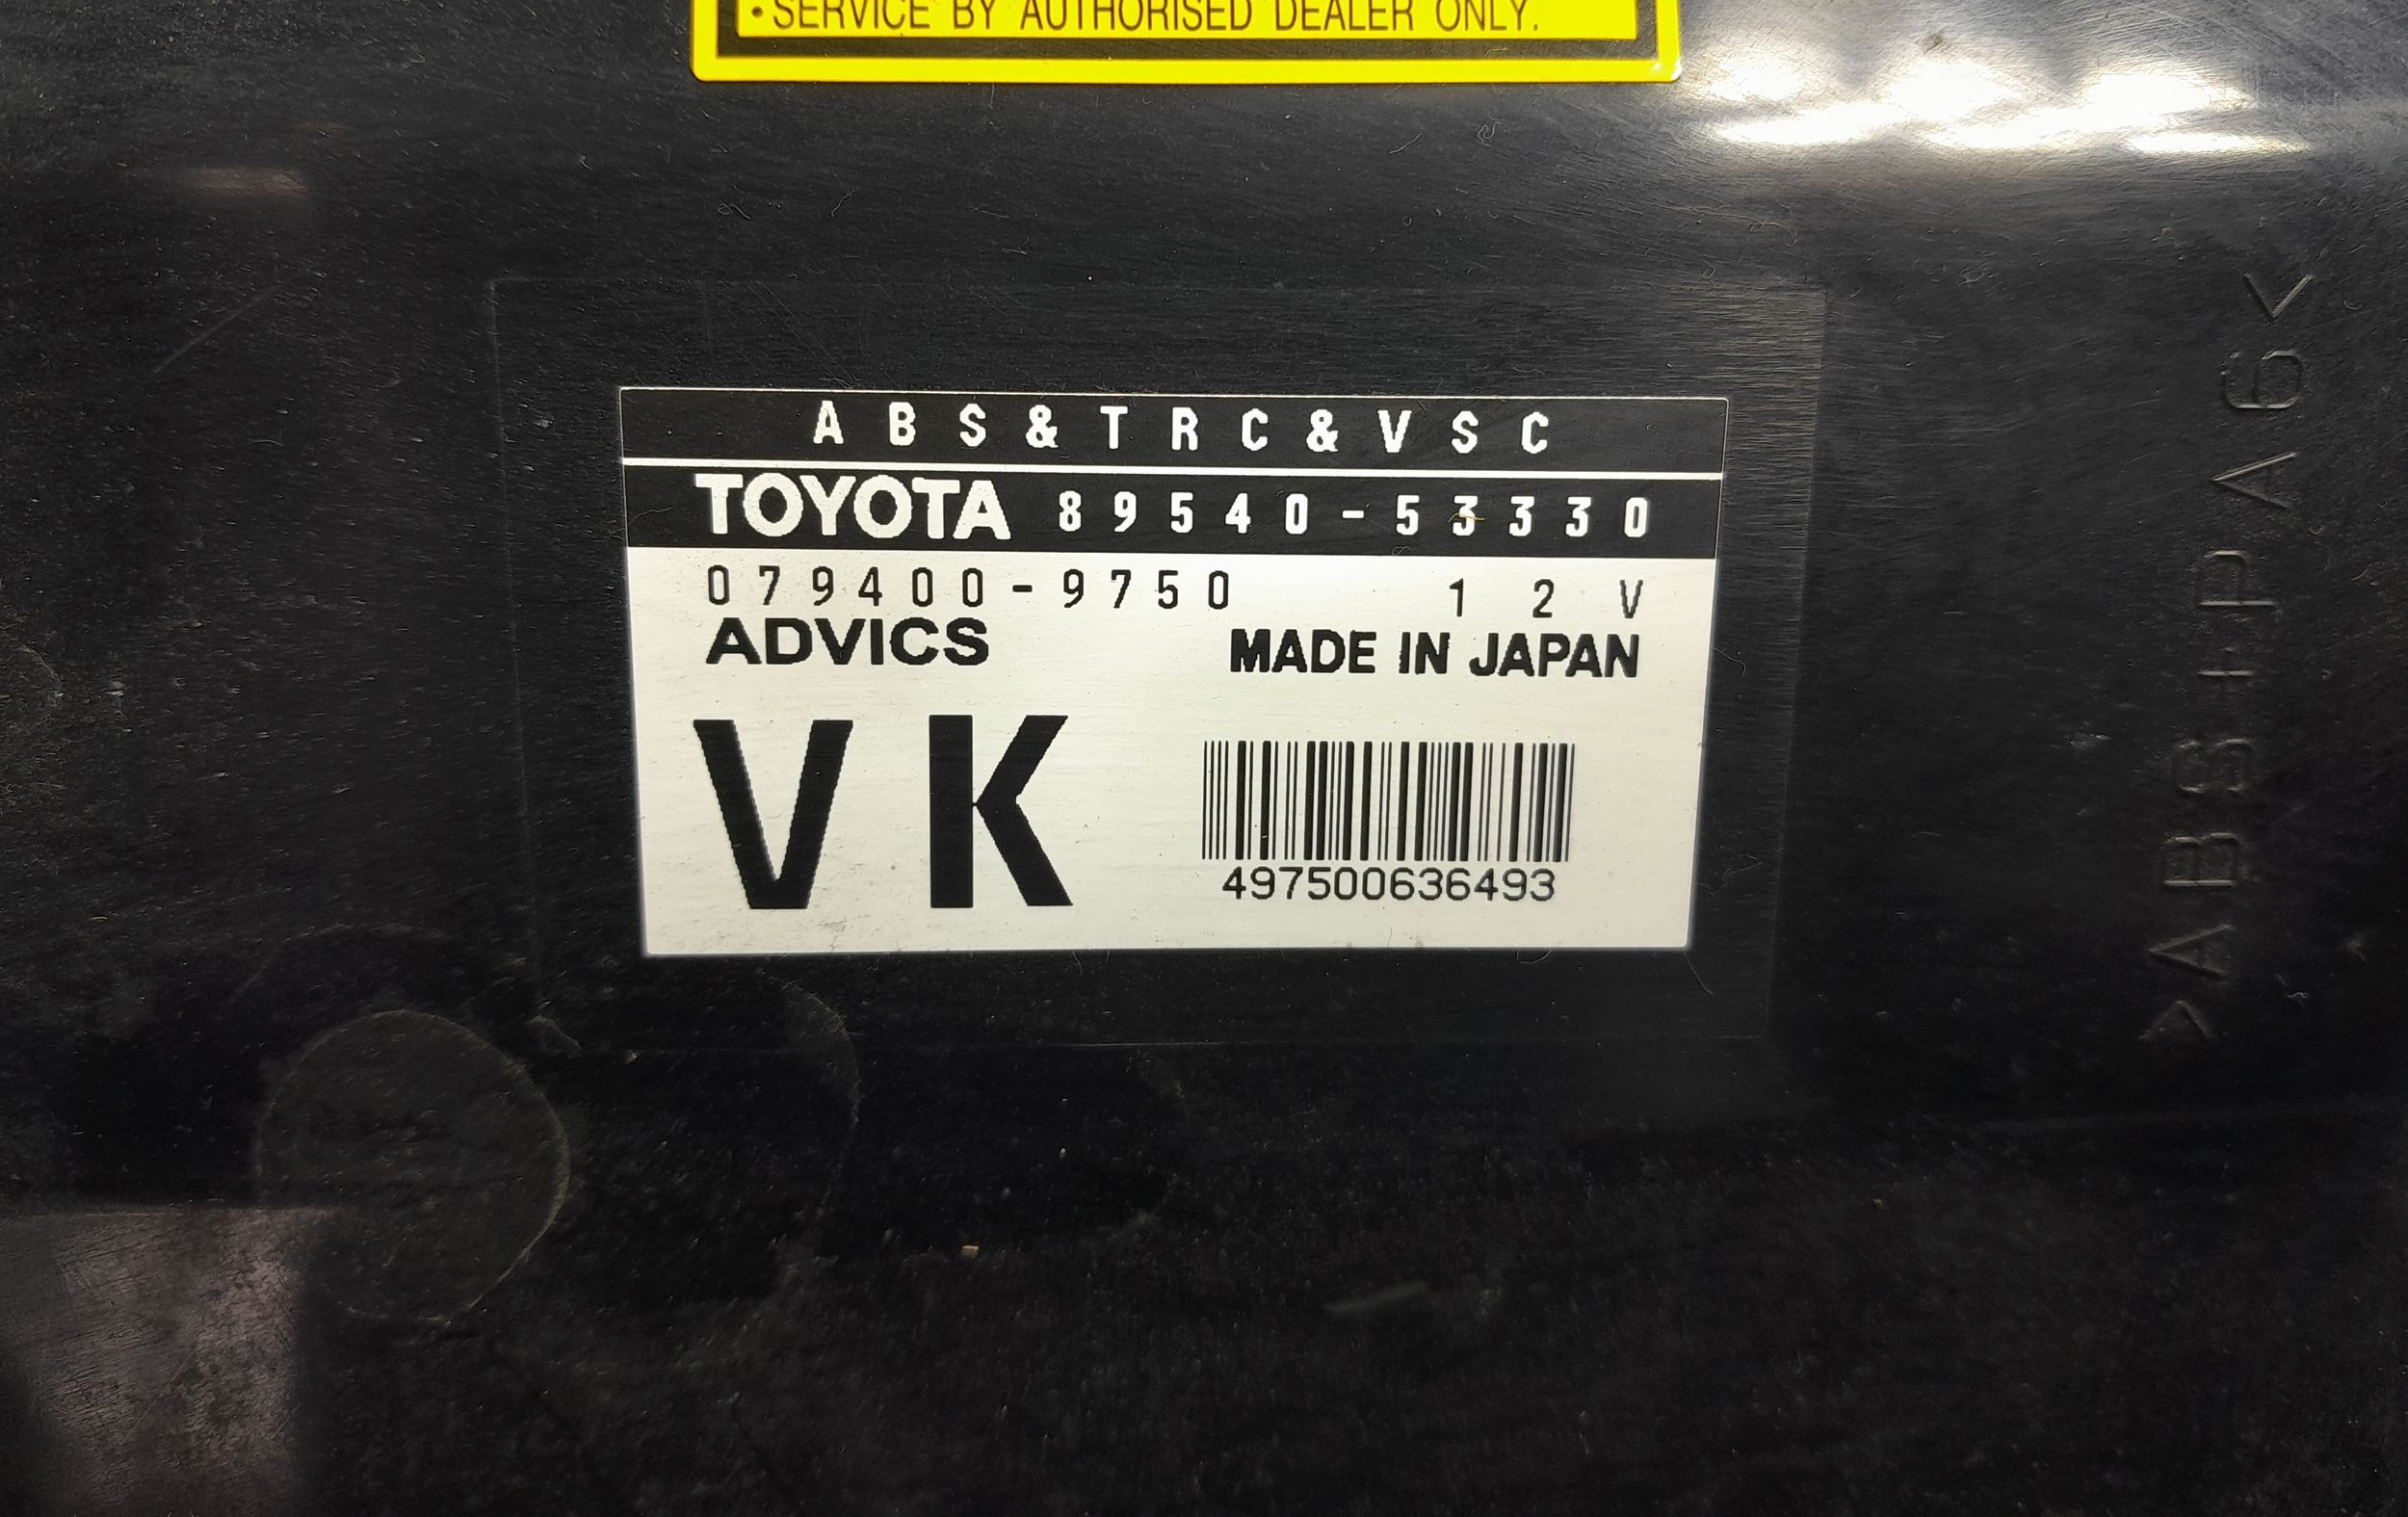 •SERVICE BY AUTHORISED DEALER ONLY.
ABS&TRC&VSC
TOYOTA 89540-53330
079400-9750 12V
ADVICS MADE IN JAPAN
VK
497500636493
>ABS+PA6<